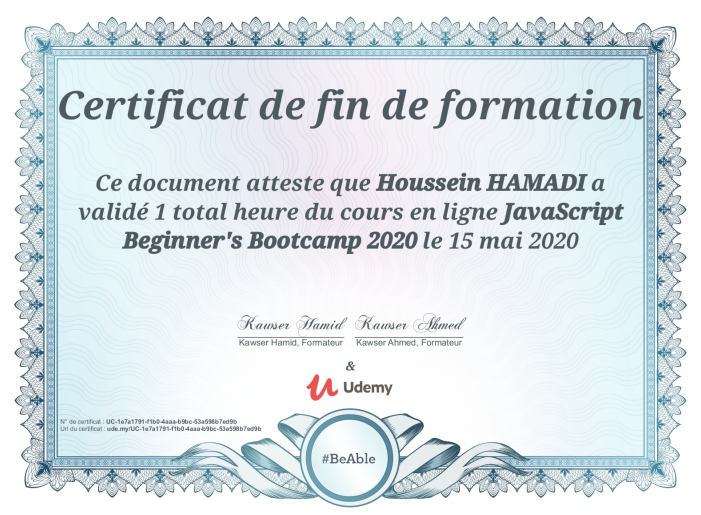 Certificat de fin de formation
Ce document atteste que Houssein HAMADI a
validé 1 total heure du cours en ligne JavaScript
Beginner's Bootcamp 2020 le 15 mai 2020
Kawser Hamid Kawser Ahmed
Kawser Hamid, Formateur Kawser Ahmed, Formateur
&
Udemy
N° de certificat : UC-1e7a1791-f1b0-4aaa-b9bc-53a598b7ed9b
Url du certificat : ude.my/UC-1e7a1791-f1b0-4aaa-b9bc-53a598b7ed9b
#BeAble